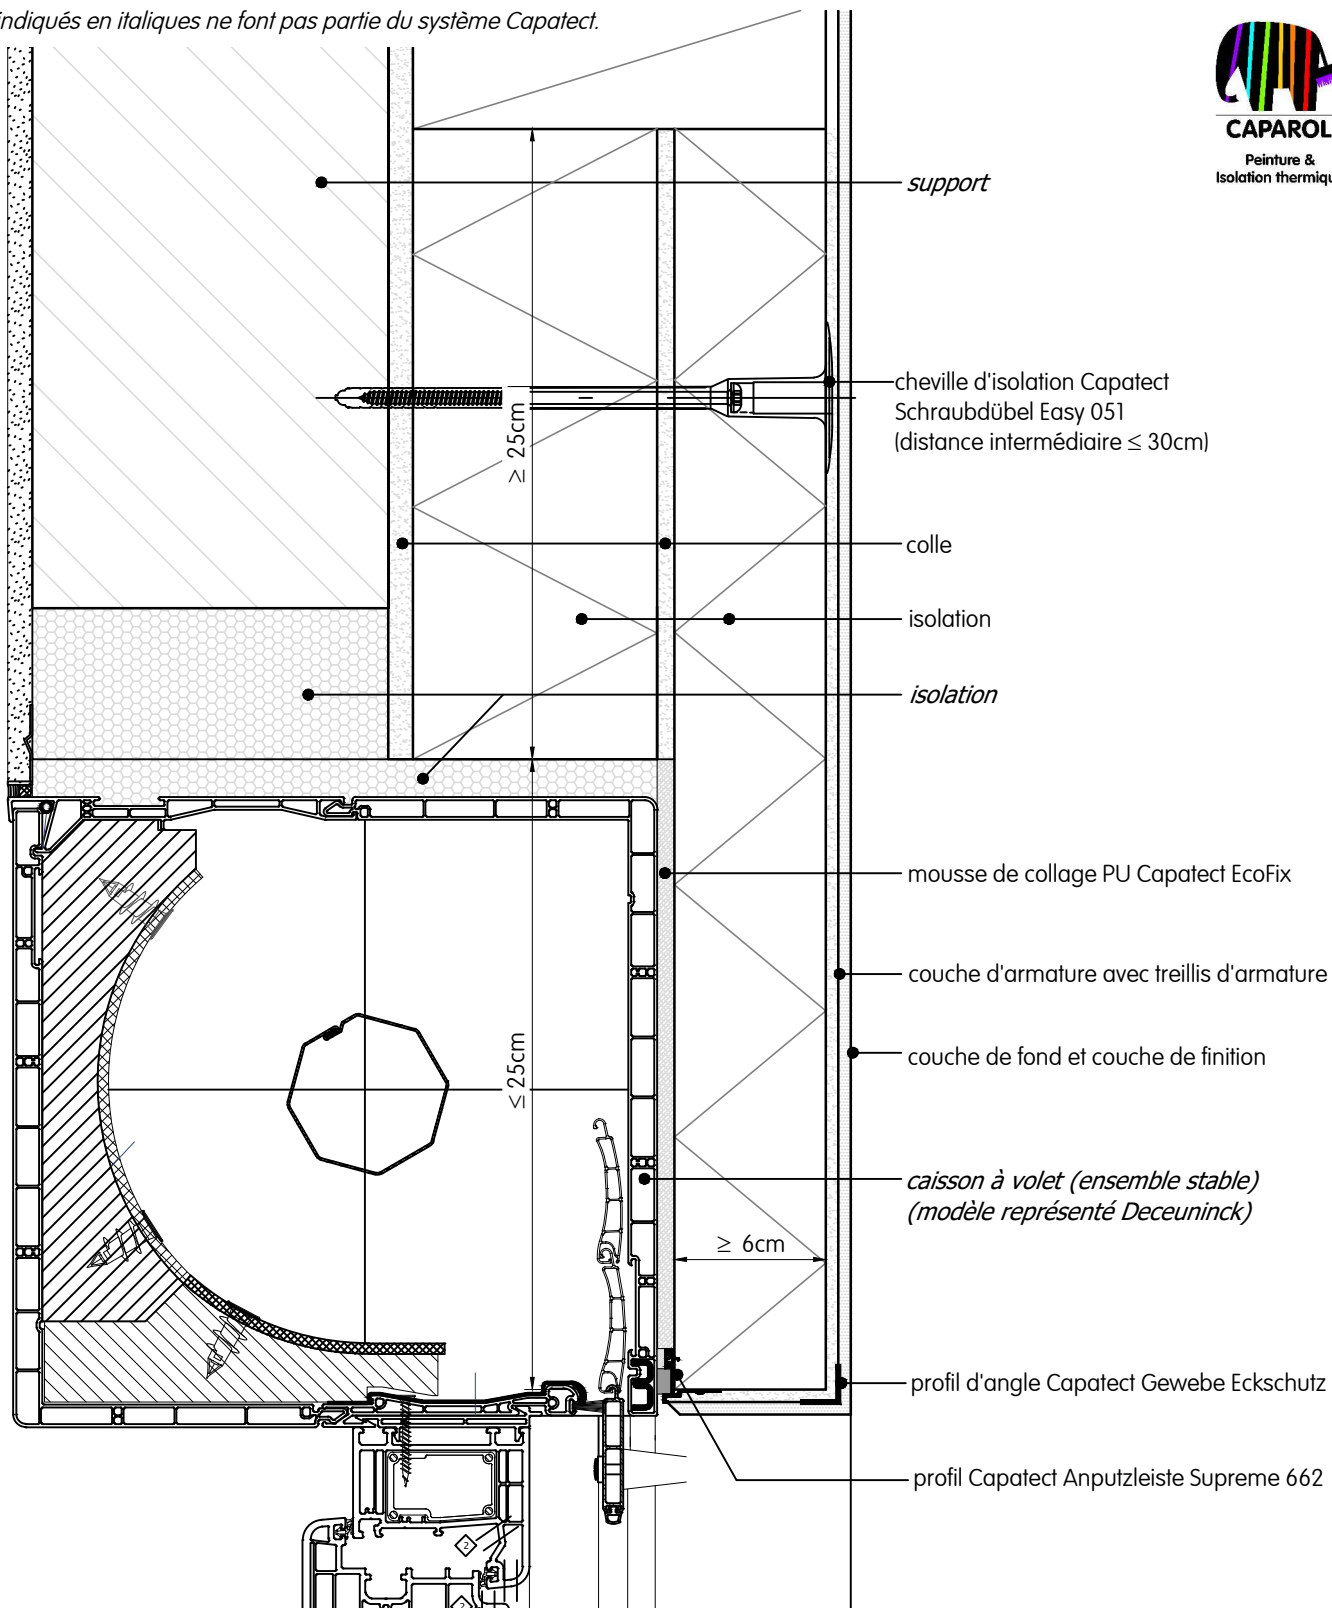 indiqués en italiques ne font pas partie du système Capatect.
CAPAROL
Peinture &
Isolation thermiqu
support
cheville d'isolation Capatect
Schraubdübel Easy 051
(distance intermédiaire ≤ 30cm)
≥ 25cm
colle
isolation
isolation
mousse de collage PU Capatect EcoFix
couche d'armature avec treillis d'armature
couche de fond et couche de finition
≤ 25cm
caisson à volet (ensemble stable)
(modèle représenté Deceuninck)
≥ 6cm
profil d'angle Capatect Gewebe Eckschutz
profil Capatect Anputzleiste Supreme 662
2
2